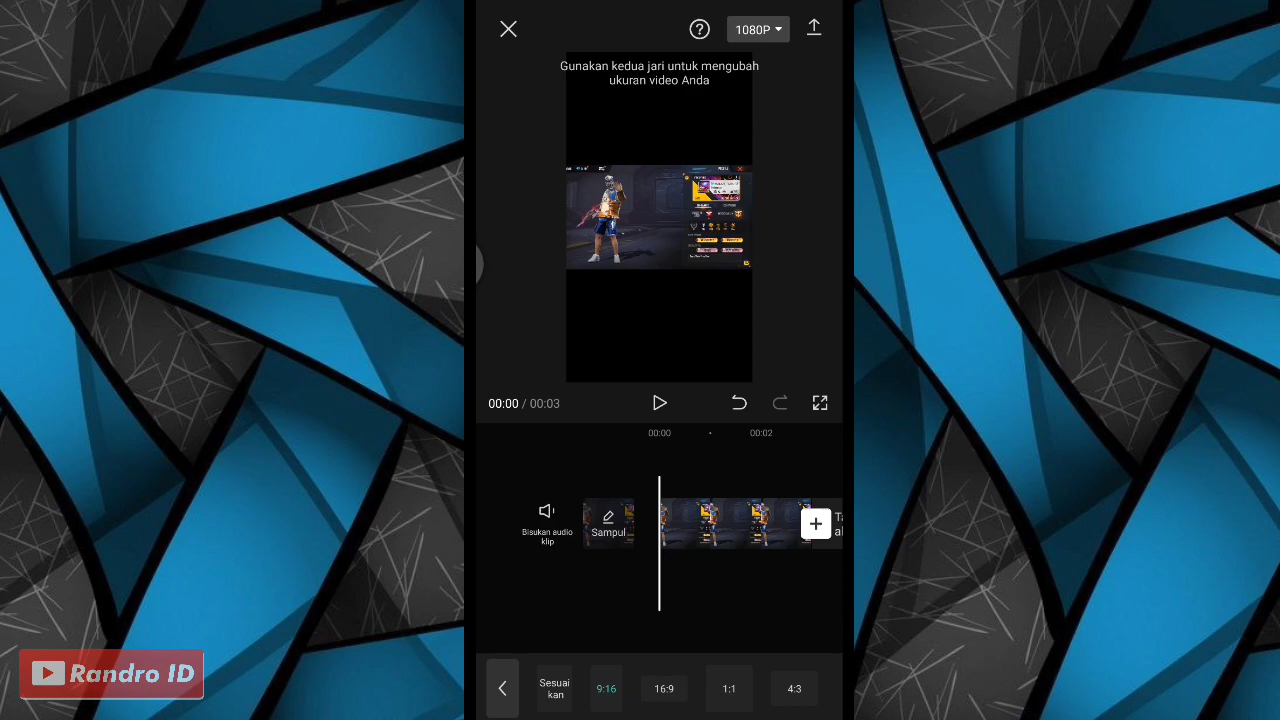 1080P
Gunakan kedua jari untuk mengubah
ukuran video Anda
00:00 / 00:03
00:00
00:02
Bisukan audio
klip
Sampul
Sesuai
kan
9:16
16:9
1:1
4:3
Randro ID